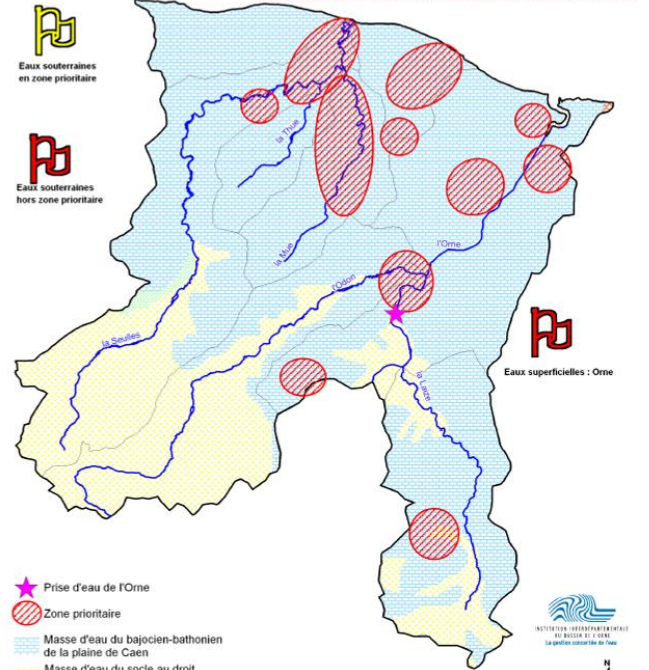 Eaux souterraines
en zone prioritaire
Eaux souterraines
hors zone prioritaire
la Thue
la Mue
l'Orne
l'Odon
la Seulles
la Laize
Eaux superficielles : Orne
Prise d'eau de l'Orne
Zone prioritaire
Masse d'eau du bajocien-bathonien
de la plaine de Caen
Masse d'eau du socle au droit
INSTITUTION INTERDÉPARTEMENTALE
DU BASSIN DE L'ORNE
La gestion concertée de l'eau
N